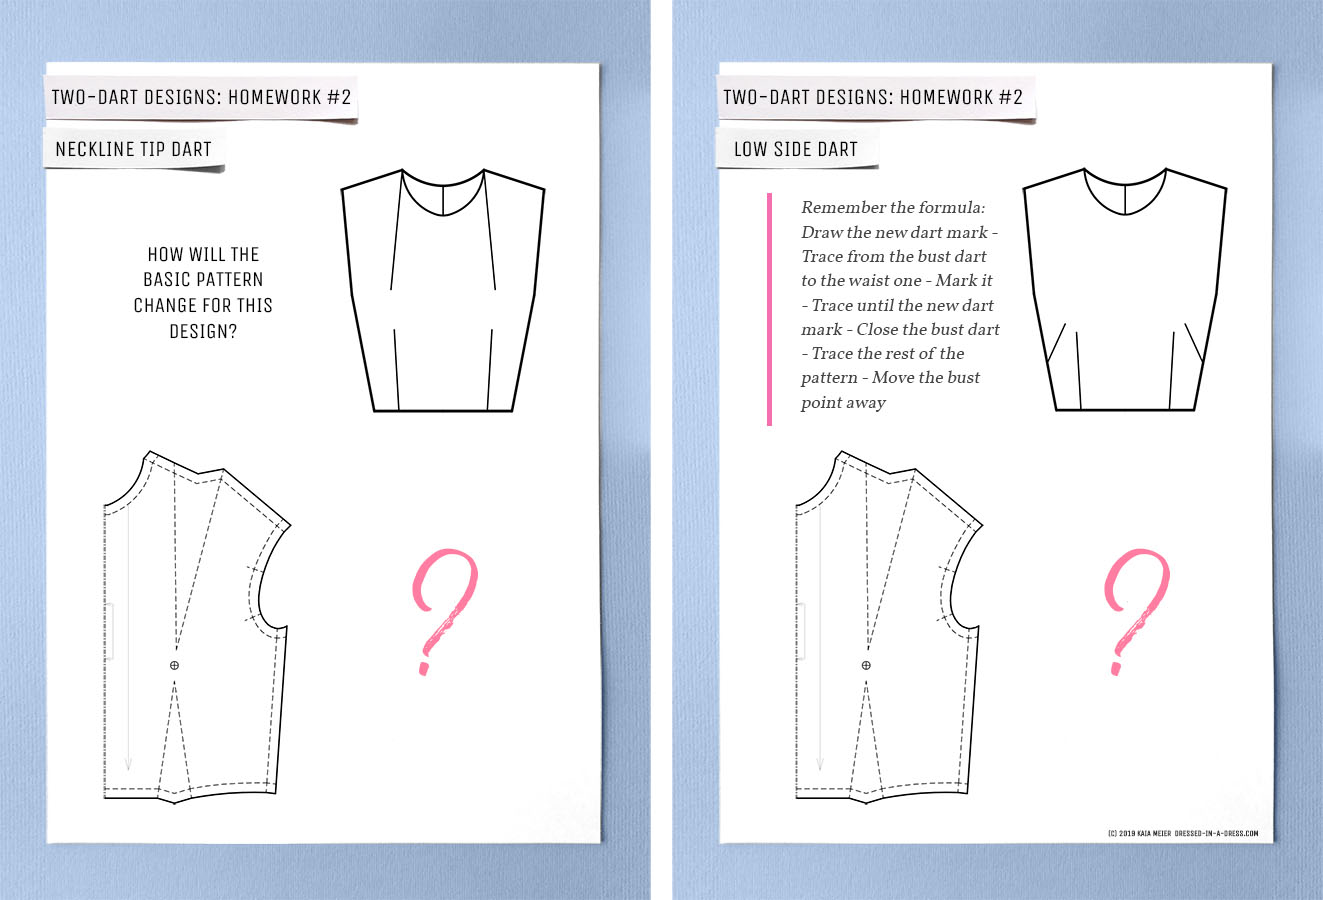 TWO-DART DESIGNS: HOMEWORK #2
NECKLINE TIP DART
HOW WILL THE
BASIC PATTERN
CHANGE FOR THIS
DESIGN?
TWO-DART DESIGNS: HOMEWORK #2
LOW SIDE DART
Remember the formula:
Draw the new dart mark -
Trace from the bust dart
to the waist one - Mark it
- Trace until the new dart
mark - Close the bust dart
- Trace the rest of the
pattern - Move the bust
point away
?
?
(C) 2019 KAIA MEIER DRESSED-IN-A-DRESS.COM